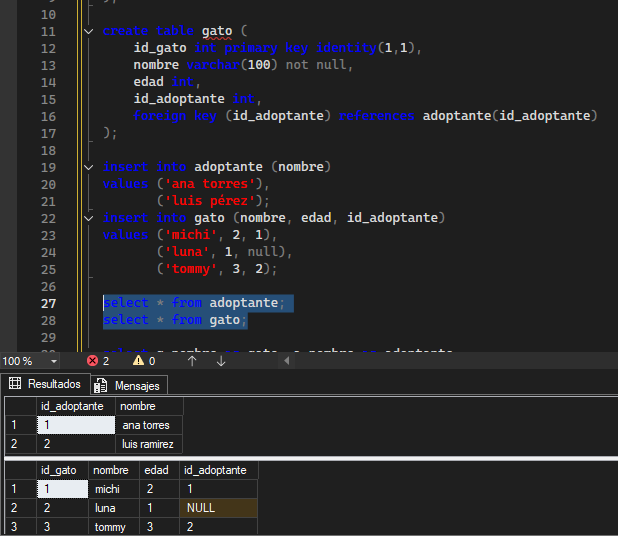 10
11 create table gato (
12 id_gato int primary key identity(1,1),
13 nombre varchar(100) not null,
14 edad int,
15 id_adoptante int,
16 foreign key (id_adoptante) references adoptante(id_adoptante)
17 );
18
19 insert into adoptante (nombre)
20 values ('ana torres'),
21 ('luis pérez');
22 insert into gato (nombre, edad, id_adoptante)
23 values ('michi', 2, 1),
24 ('luna', 1, null),
25 ('tommy', 3, 2);
26
27 select * from adoptante;
28 select * from gato;
29
100 % 2 0
Resultados Mensajes
id_adoptante nombre
1 1 ana torres
2 2 luis ramirez
id_gato nombre edad id_adoptante
1 1 michi 2 1
2 2 luna 1 NULL
3 3 tommy 3 2